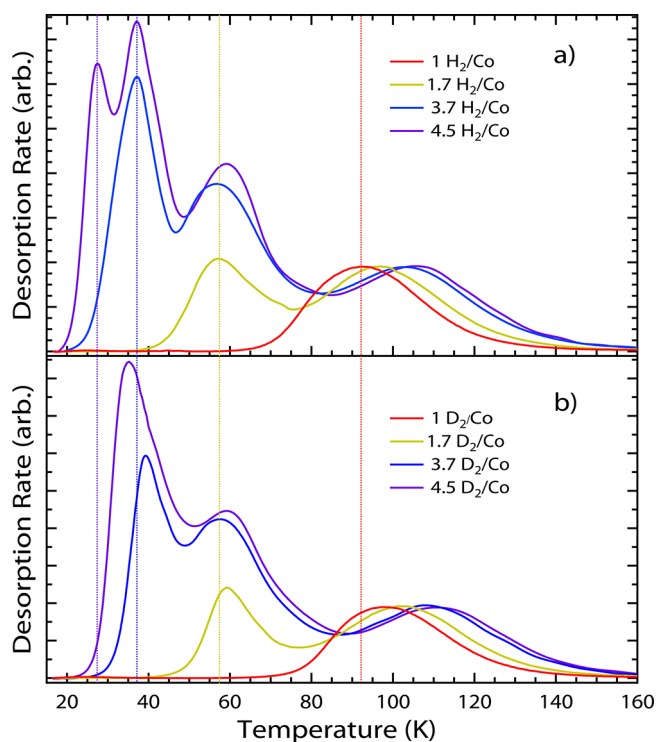 a)
Desorption Rate (arb.)
1 H₂/Co
1.7 H₂/Co
3.7 H₂/Co
4.5 H₂/Co
b)
Desorption Rate (arb.)
1 D₂/Co
1.7 D₂/Co
3.7 D₂/Co
4.5 D₂/Co
20 40 60 80 100 120 140 160
Temperature (K)